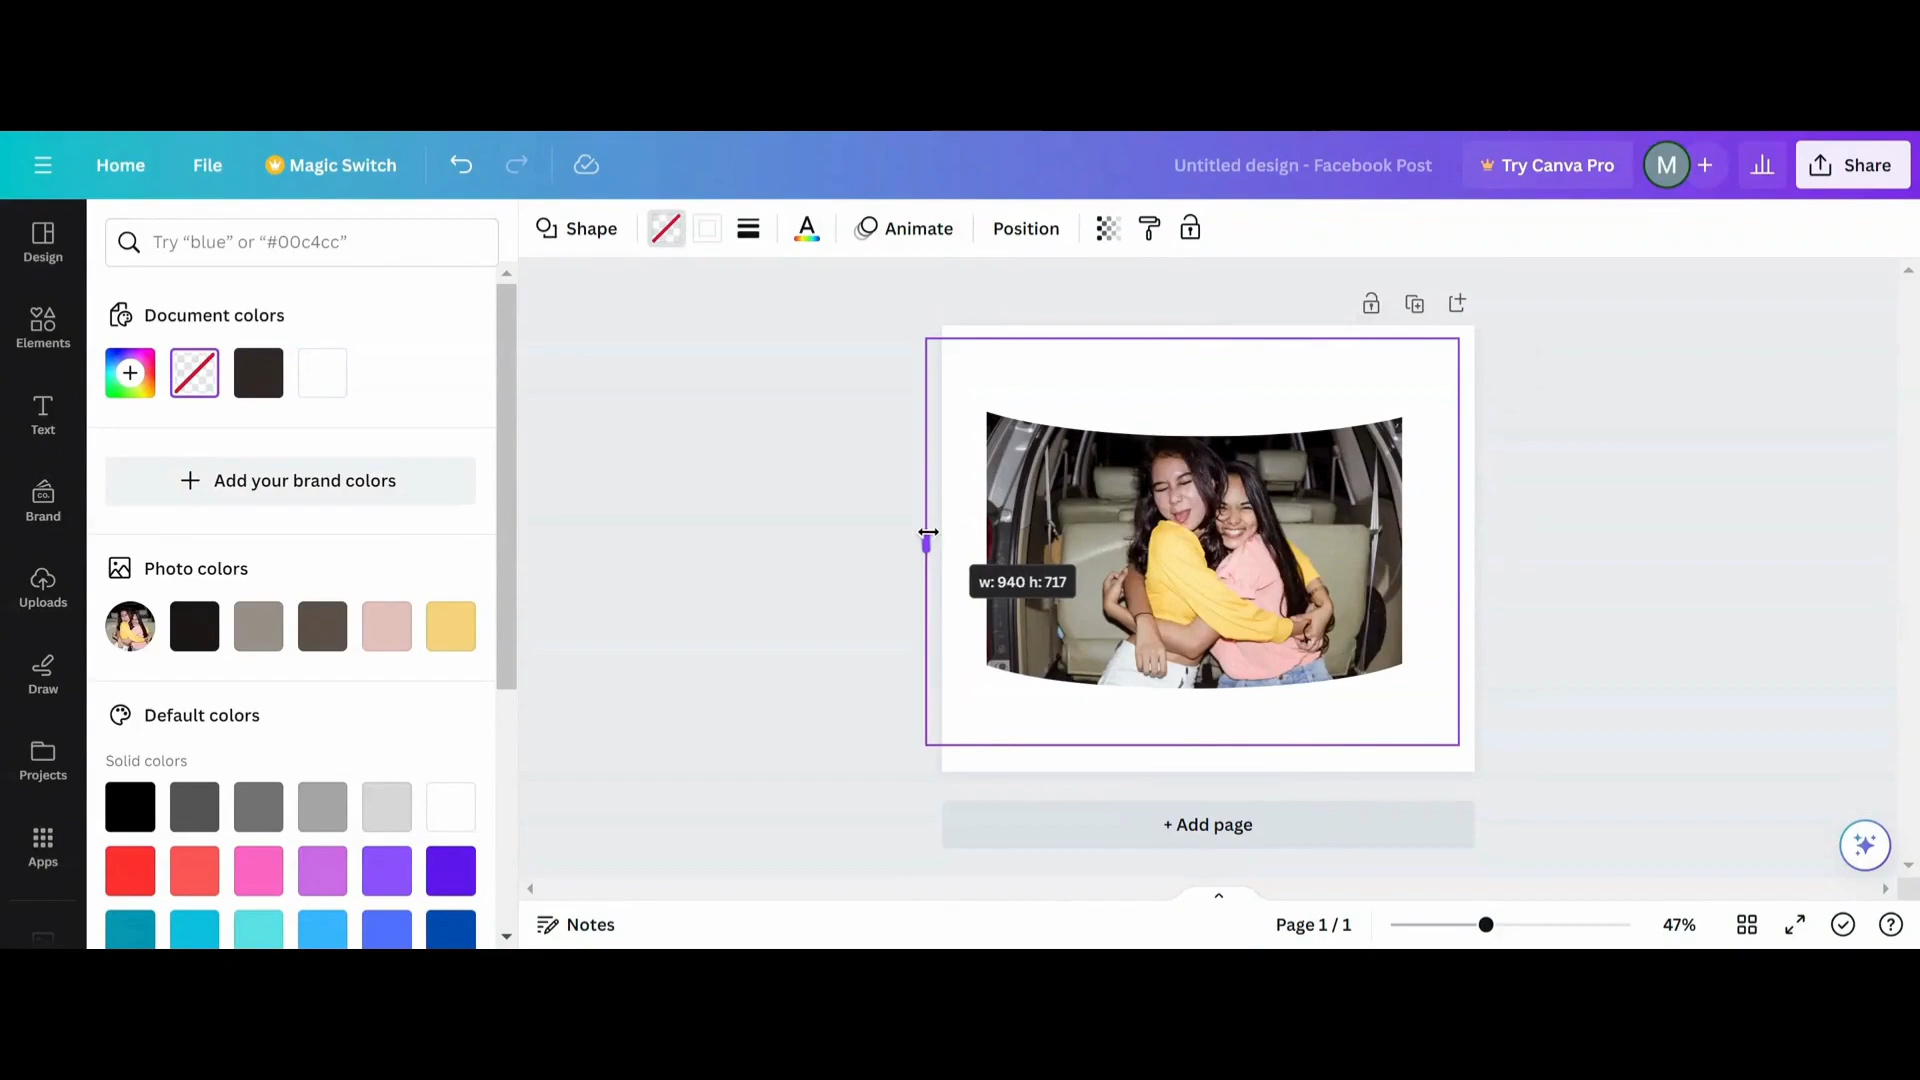 Home File Magic Switch Untitled design - Facebook Post Try Canva Pro M Share
Design
Elements
Text
CO.
Brand
Uploads
Draw
Projects
Apps
Try “blue” or “#00c4cc”
Document colors
Add your brand colors
Photo colors
Default colors
Solid colors
Shape A Animate Position
w: 940 h: 717
+ Add page
Notes Page 1 / 1 47%